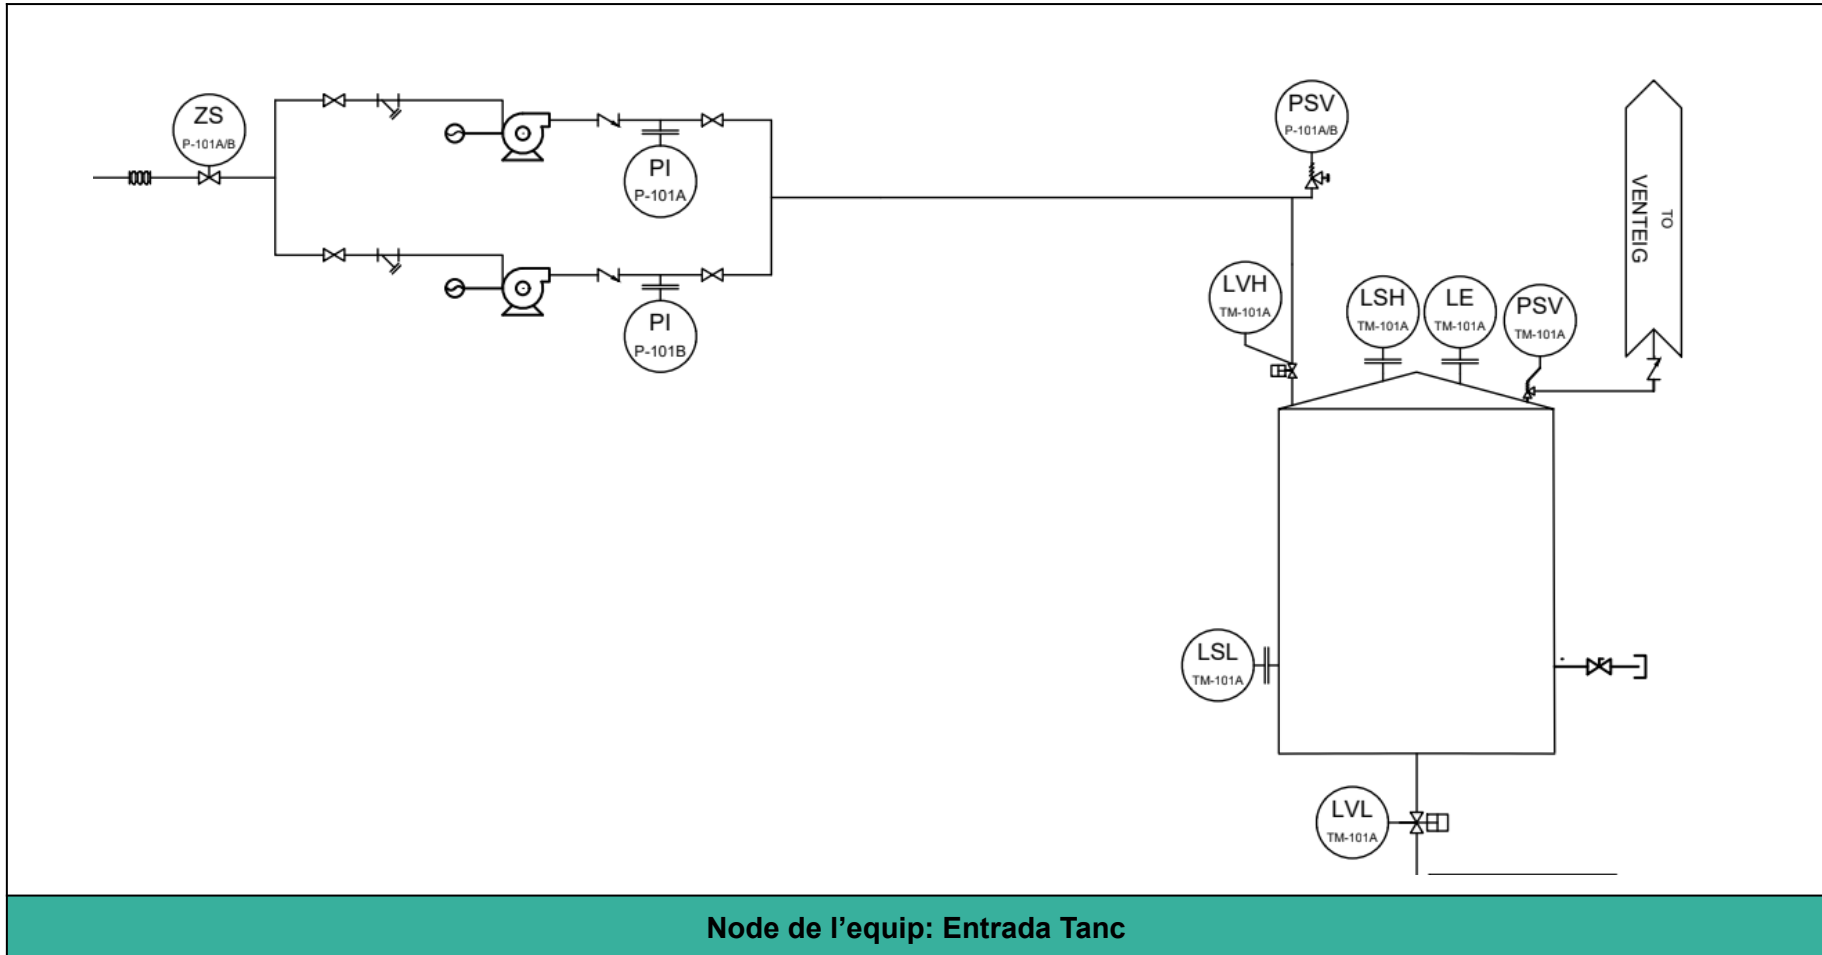 ZS
P-101A/B
PI
P-101A
PI
P-101B
PSV
P-101A/B
TO
VENTEIG
LVH
TM-101A
LSH
TM-101A
LE
TM-101A
PSV
TM-101A
LSL
TM-101A
LVL
TM-101A
Node de l’equip: Entrada Tanc